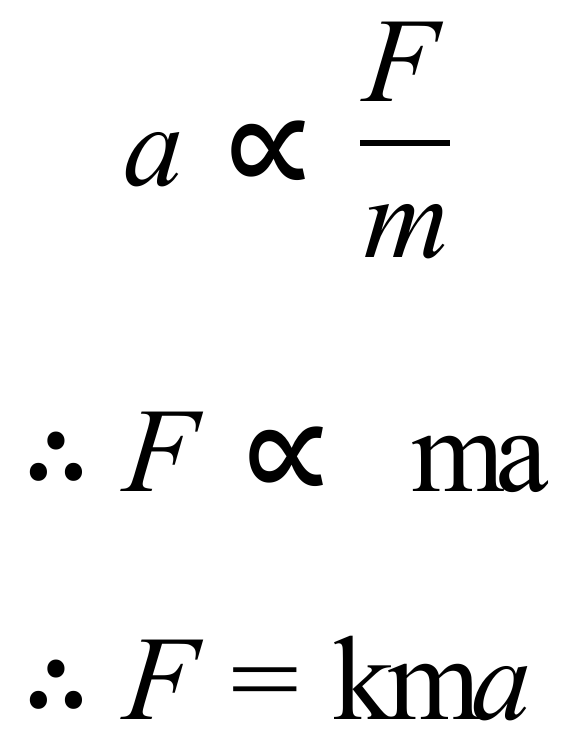 a ∝ F/m
∴ F ∝ ma
∴ F = kma